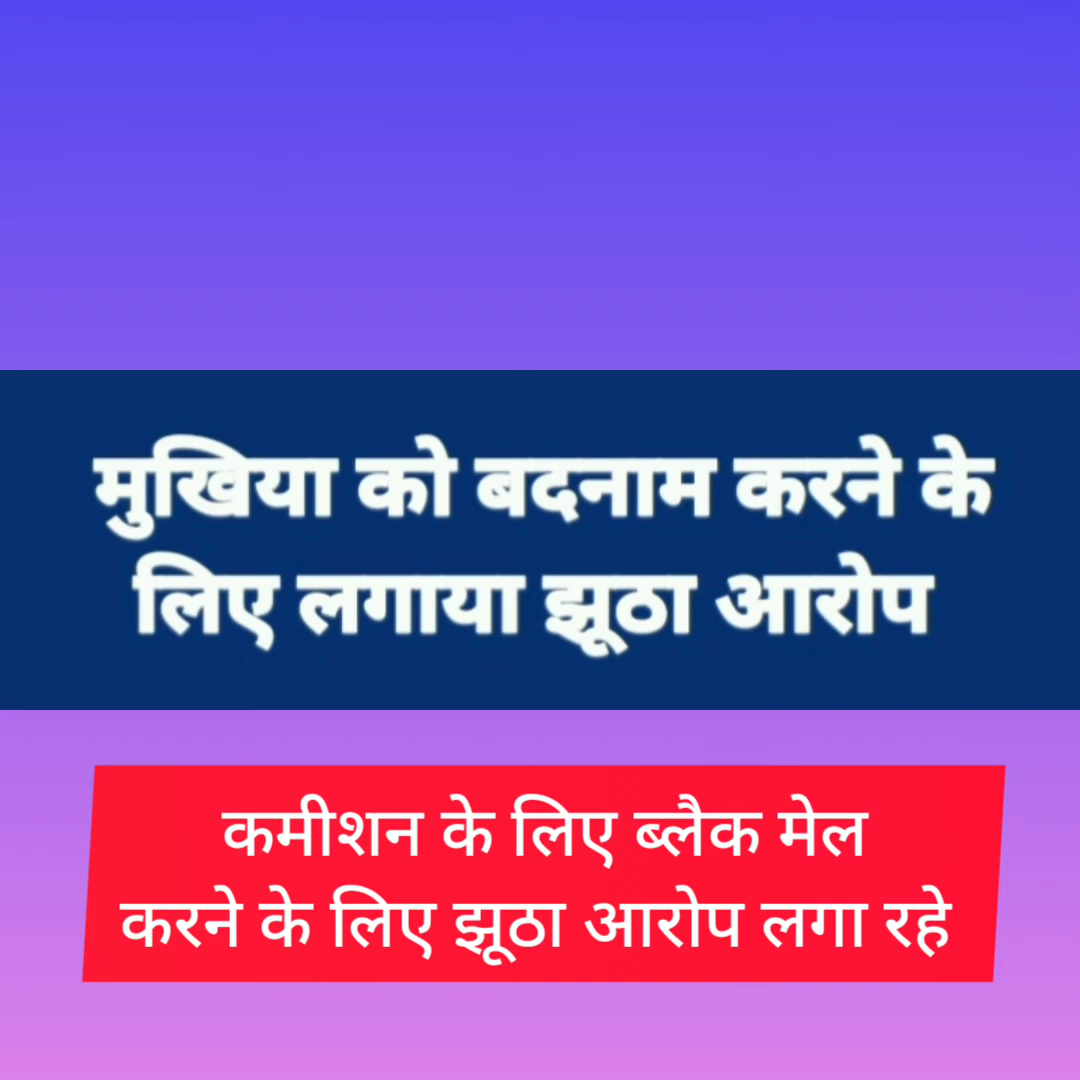 मुखिया को बदनाम करने के
लिए लगाया झूठा आरोप
कमीशन के लिए ब्लैक मेल
करने के लिए झूठा आरोप लगा रहे